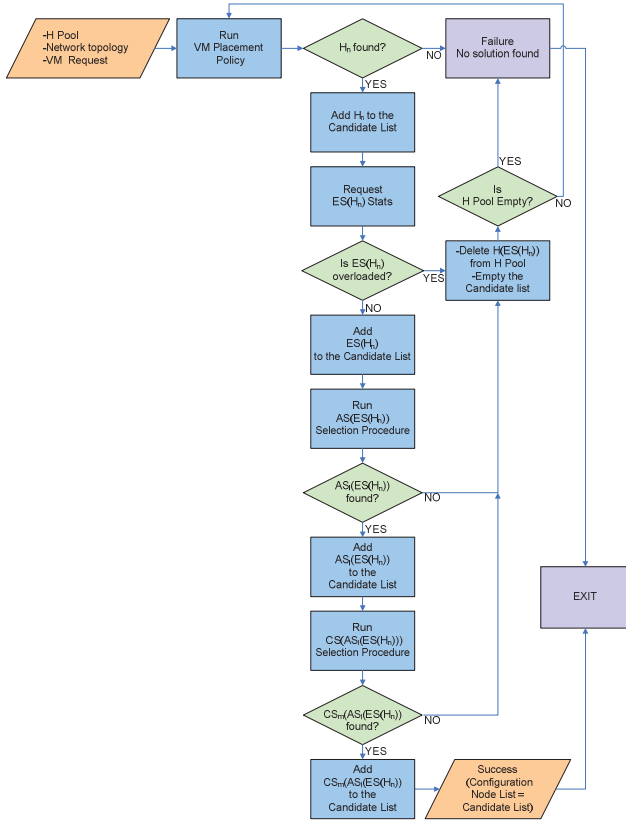 -H Pool
-Network topology
-VM Request
Run
VM Placement
Policy
Hn found?
NO
Failure
No solution found
YES
Add Hn to the
Candidate List
Request
ES(Hn) Stats
YES
Is
H Pool Empty?
NO
Is ES(Hn)
overloaded?
YES
-Delete H(ES(Hn))
from H Pool
-Empty the
Candidate list
NO
Add
ES(Hn)
to the Candidate List
Run
AS(ES(Hn))
Selection Procedure
ASl(ES(Hn))
found?
NO
YES
Add
ASl(ES(Hn))
to the
Candidate List
EXIT
Run
CS(ASl(ES(Hn)))
Selection Procedure
CSm(ASl(ES(Hn))
found?
NO
YES
Add
CSm(ASl(ES(Hn))
to the
Candidate List
Success
(Configuration
Node List =
Candidate List)